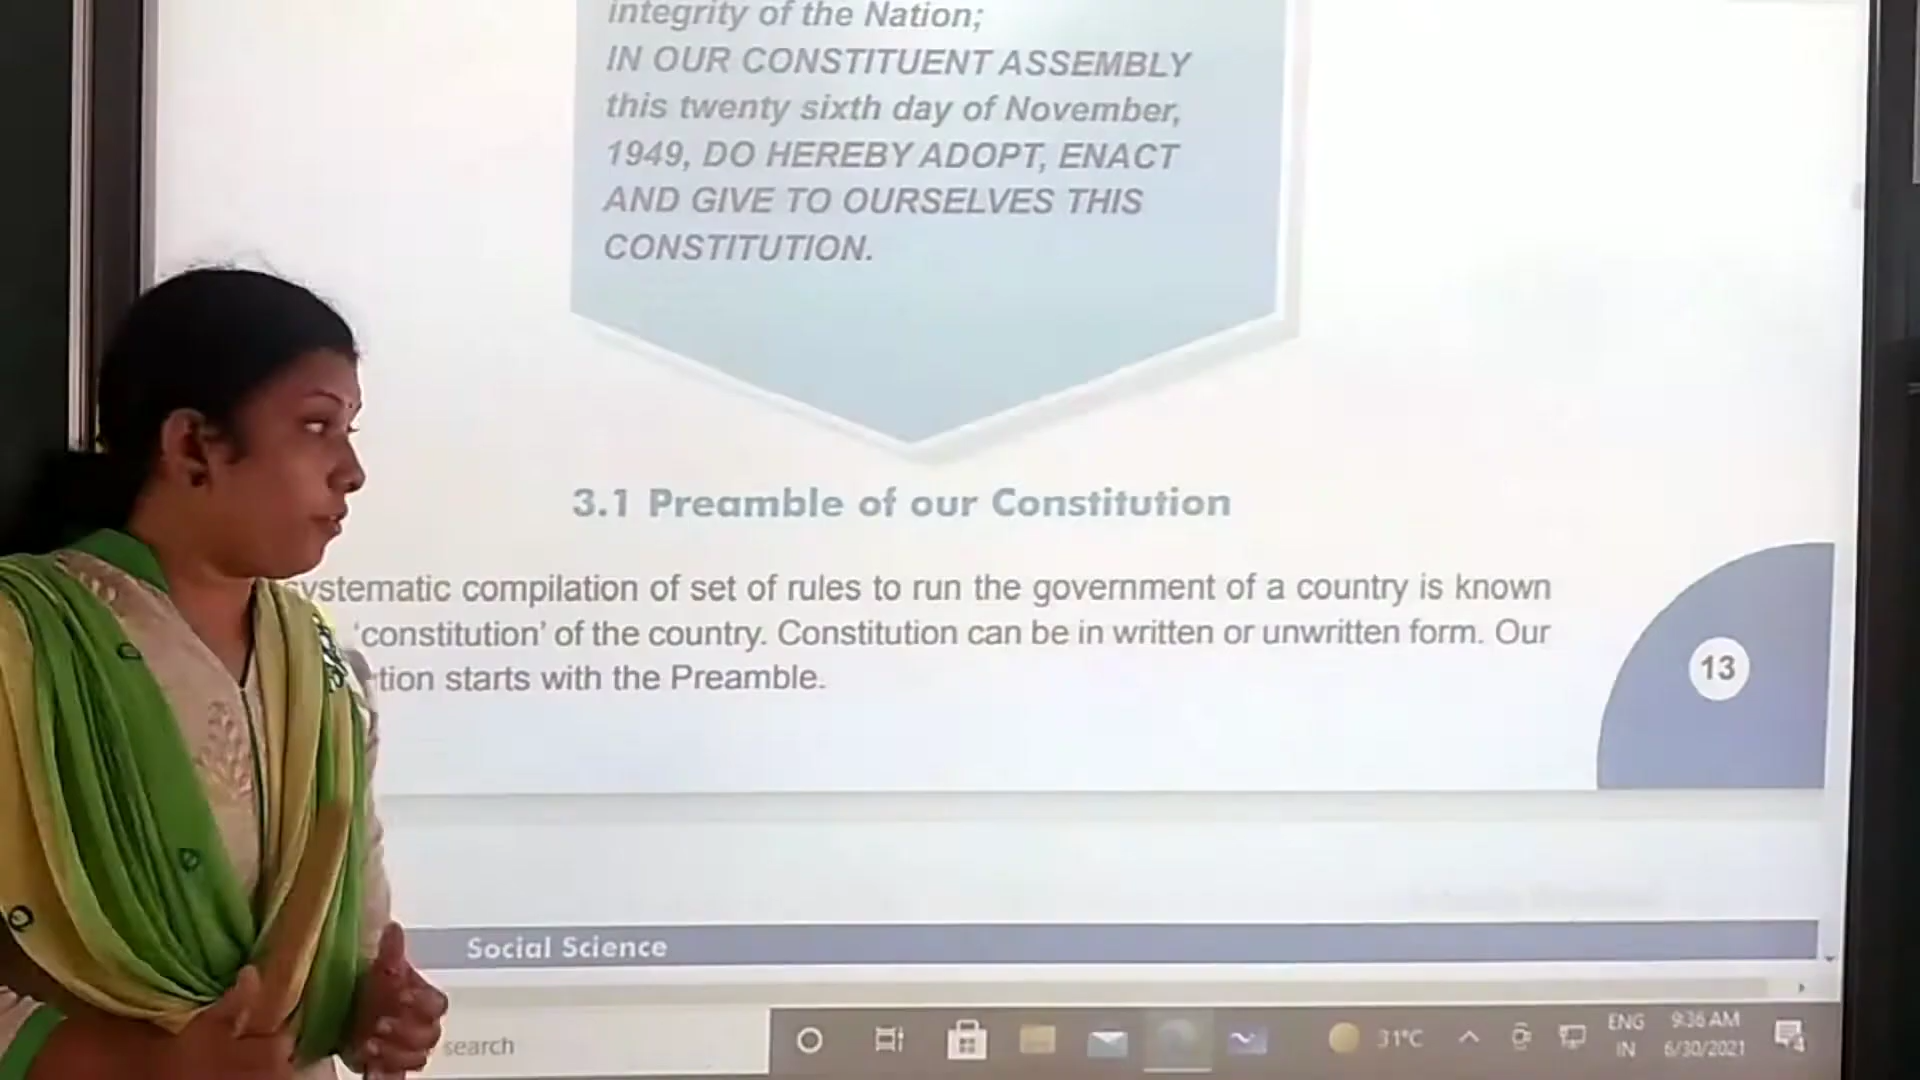 integrity of the Nation;
IN OUR CONSTITUENT ASSEMBLY
this twenty sixth day of November,
1949, DO HEREBY ADOPT, ENACT
AND GIVE TO OURSELVES THIS
CONSTITUTION.
3.1 Preamble of our Constitution
systematic compilation of set of rules to run the government of a country is known
'constitution' of the country. Constitution can be in written or unwritten form. Our
tion starts with the Preamble.
13
Social Science
search
31°C
ENG
IN
9:36 AM
6/30/2021
4